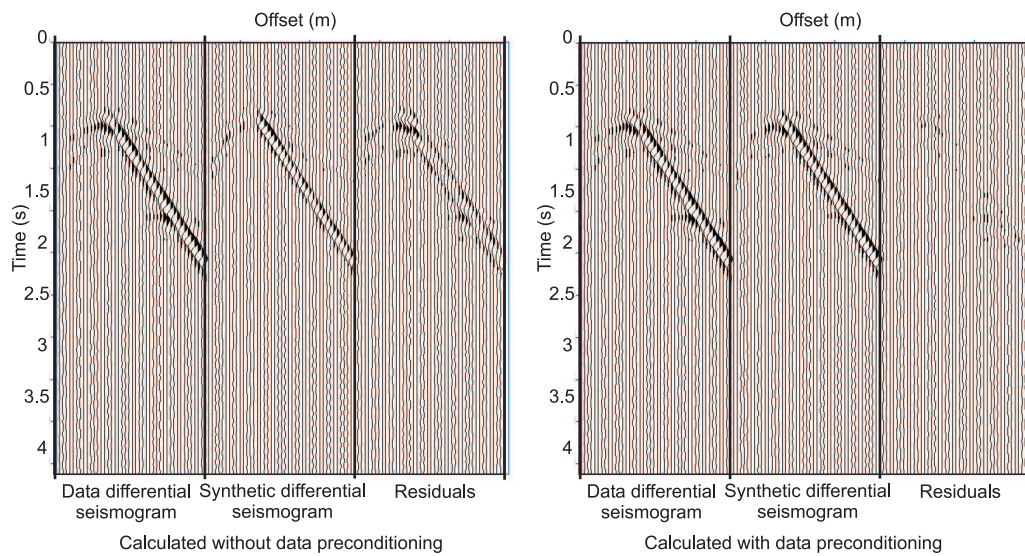 Offset (m)
0
0.5
1
1.5
2
2.5
3
3.5
4
Time (s)
Data differential
seismogram
Synthetic differential
seismogram
Residuals
Calculated without data preconditioning
Offset (m)
0
0.5
1
1.5
2
2.5
3
3.5
4
Time (s)
Data differential
seismogram
Synthetic differential
seismogram
Residuals
Calculated with data preconditioning